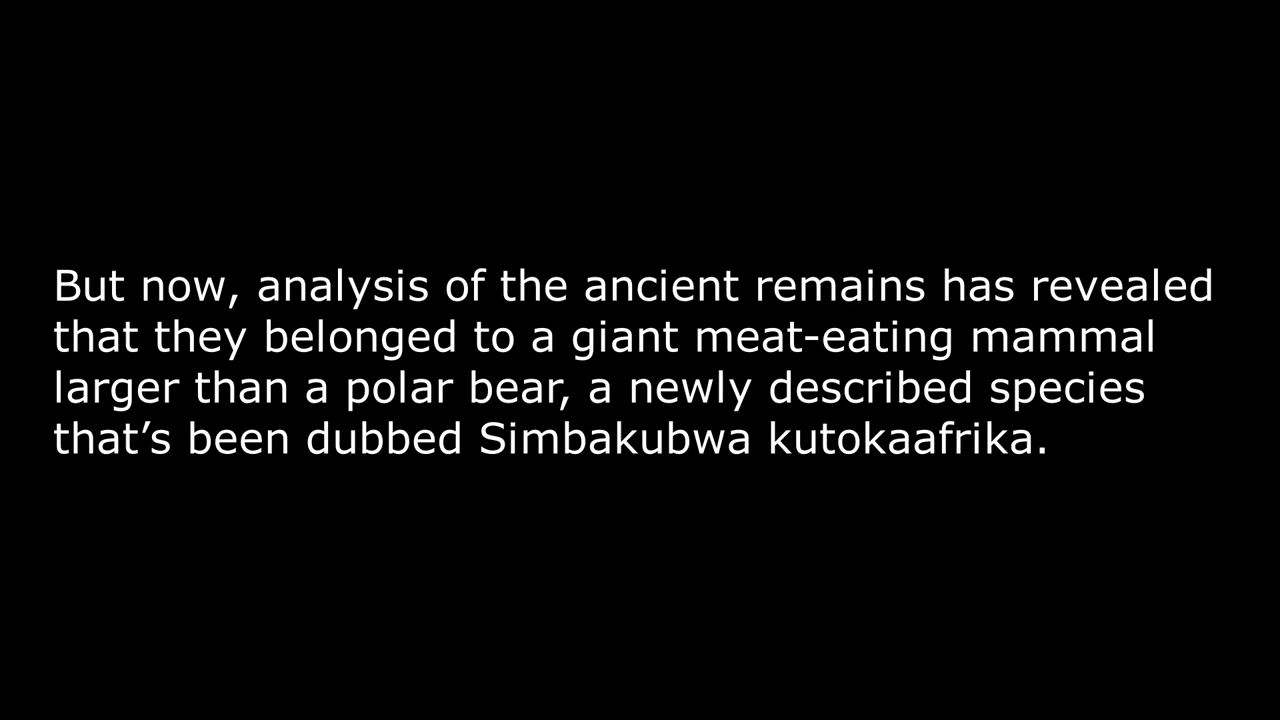 But now, analysis of the ancient remains has revealed
that they belonged to a giant meat-eating mammal
larger than a polar bear, a newly described species
that’s been dubbed Simbakubwa kutokaafrika.